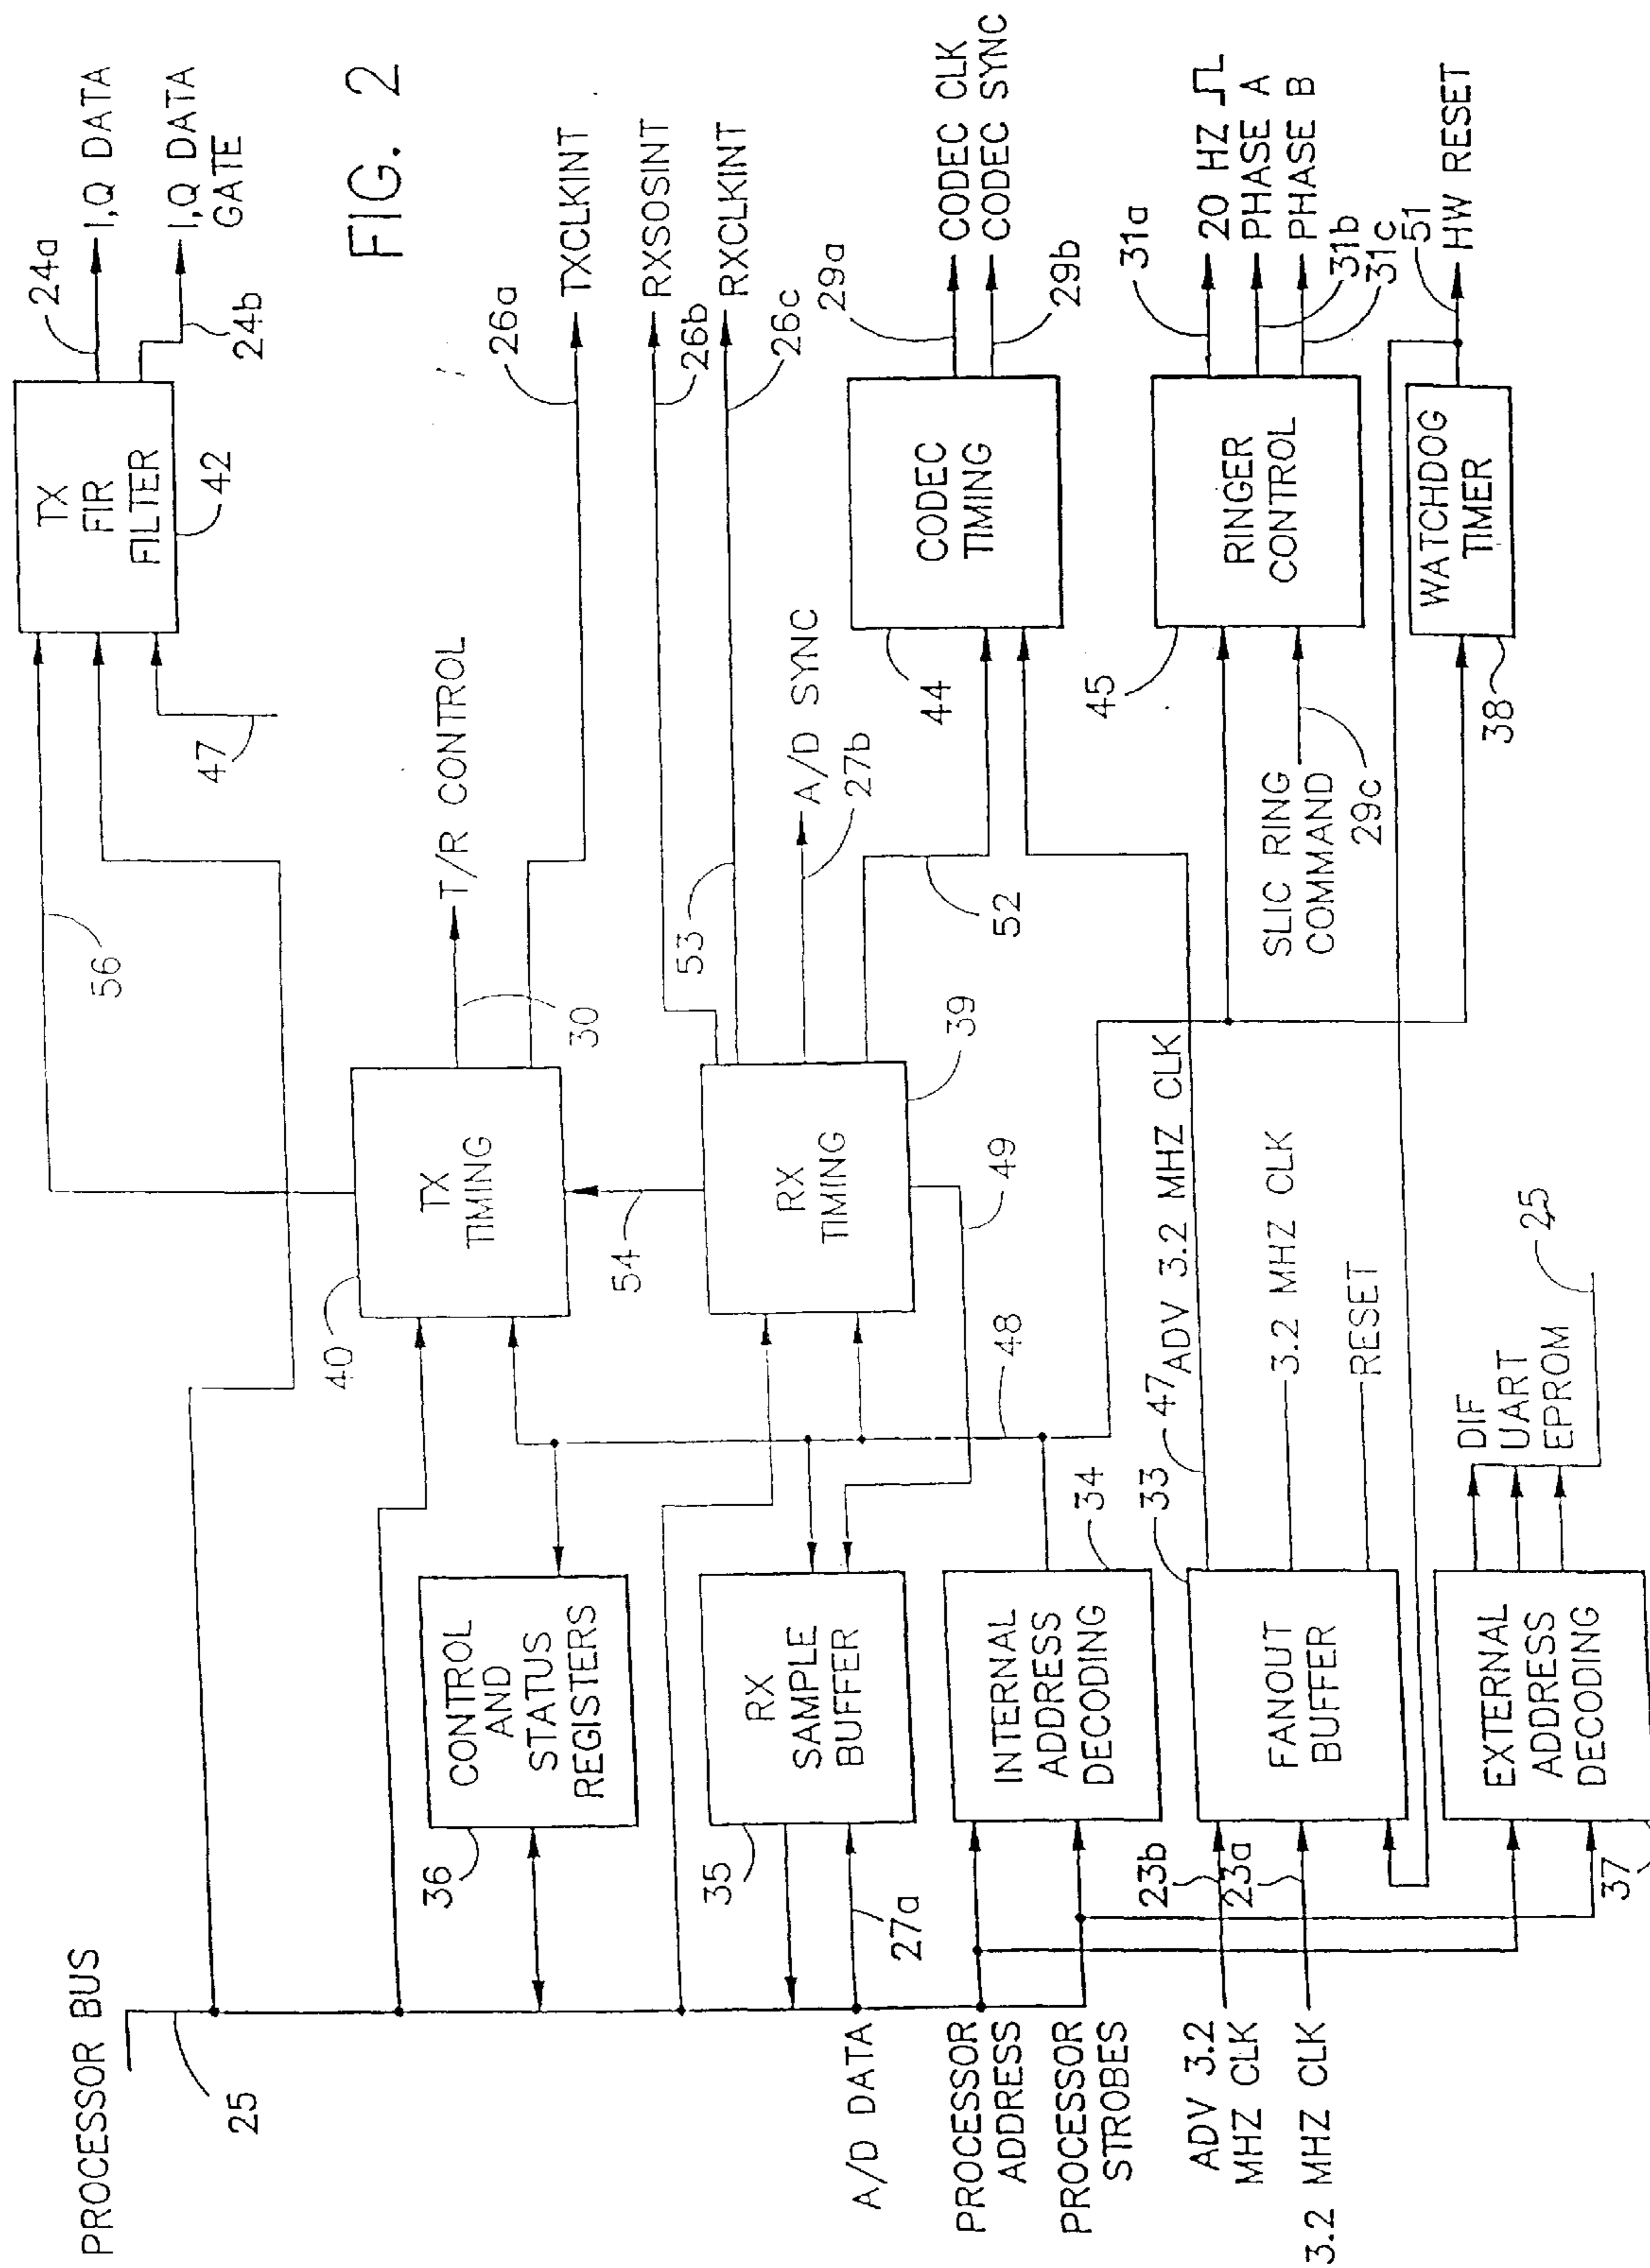 FIG. 2
PROCESSOR BUS
25
TX
FIR
FILTER
42
24a
I,Q DATA
24b
I,Q DATA
GATE
47
56
40
TX
TIMING
30
T/R CONTROL
26a
TXCLKINT
54
RXSOSINT
26b
53
RXCLKINT
26c
36
CONTROL
AND
STATUS
REGISTERS
35
RX
SAMPLE
BUFFER
RX
TIMING
39
A/D SYNC
27b
52
49
48
A/D DATA
27a
44
CODEC
TIMING
29a
CODEC CLK
CODEC SYNC
29b
PROCESSOR
ADDRESS
PROCESSOR
STROBES
INTERNAL
ADDRESS
DECODING
34
45
RINGER
CONTROL
31a
20 HZ
PHASE A
31b
PHASE B
31c
SLIC RING
COMMAND
29c
ADV 3.2
MHZ CLK
23b
3.2 MHZ CLK
23a
33
FANOUT
BUFFER
47
ADV 3.2 MHZ CLK
3.2 MHZ CLK
RESET
WATCHDOG
TIMER
38
51
HW RESET
EXTERNAL
ADDRESS
DECODING
37
DIF
UART
EPROM
25